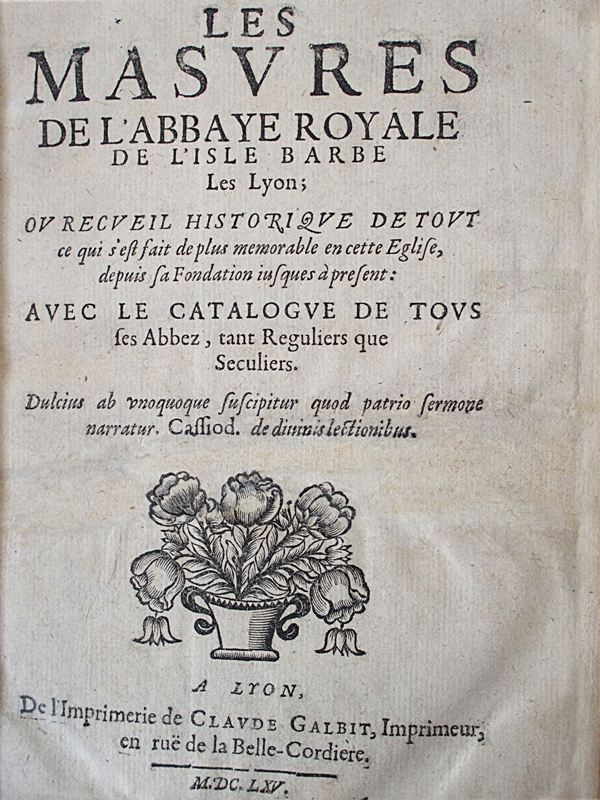 LES
MASVRES
DE L'ABBAYE ROYALE
DE L'ISLE BARBE
Les Lyon;
OV RECVEIL HISTORIQVE DE TOVT
ce qui s'eſt fait de plus memorable en cette Egliſe,
depuis ſa Fondation iuſques à preſent:
AVEC LE CATALOGVE DE TOVS
ſes Abbez, tant Reguliers que
Seculiers.
Dulcius ab vnoquoque ſuſcipitur quod patrio ſermone
narratur. Caſſiod. de diuinis lectionibus.
A LYON,
De l'Imprimerie de CLAVDE GALBIT, Imprimeur,
en ruë de la Belle-Cordière.
M.DC. LXV.